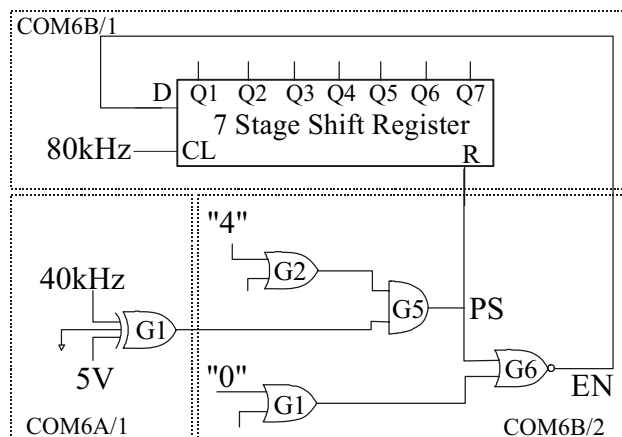 COM6B/1
D
Q1 Q2 Q3 Q4 Q5 Q6 Q7
7 Stage Shift Register
80kHz
CL
R
"4"
G2
40kHz
G5
PS
G1
5V
"0"
G1
G6
EN
COM6A/1
COM6B/2